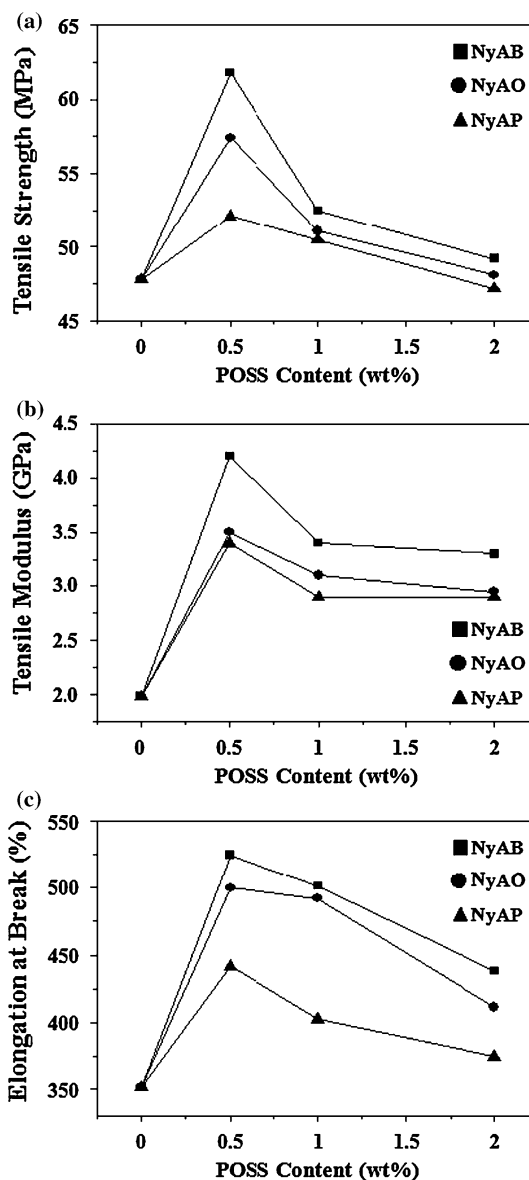 (a)
Tensile Strength (MPa)
65
60
55
50
45
NyAB
NyAO
NyAP
0 0.5 1 1.5 2
POSS Content (wt%)
(b)
Tensile Modulus (GPa)
4.5
4.0
3.5
3.0
2.5
2.0
NyAB
NyAO
NyAP
0 0.5 1 1.5 2
POSS Content (wt%)
(c)
Elongation at Break (%)
550
500
450
400
350
NyAB
NyAO
NyAP
0 0.5 1 1.5 2
POSS Content (wt%)